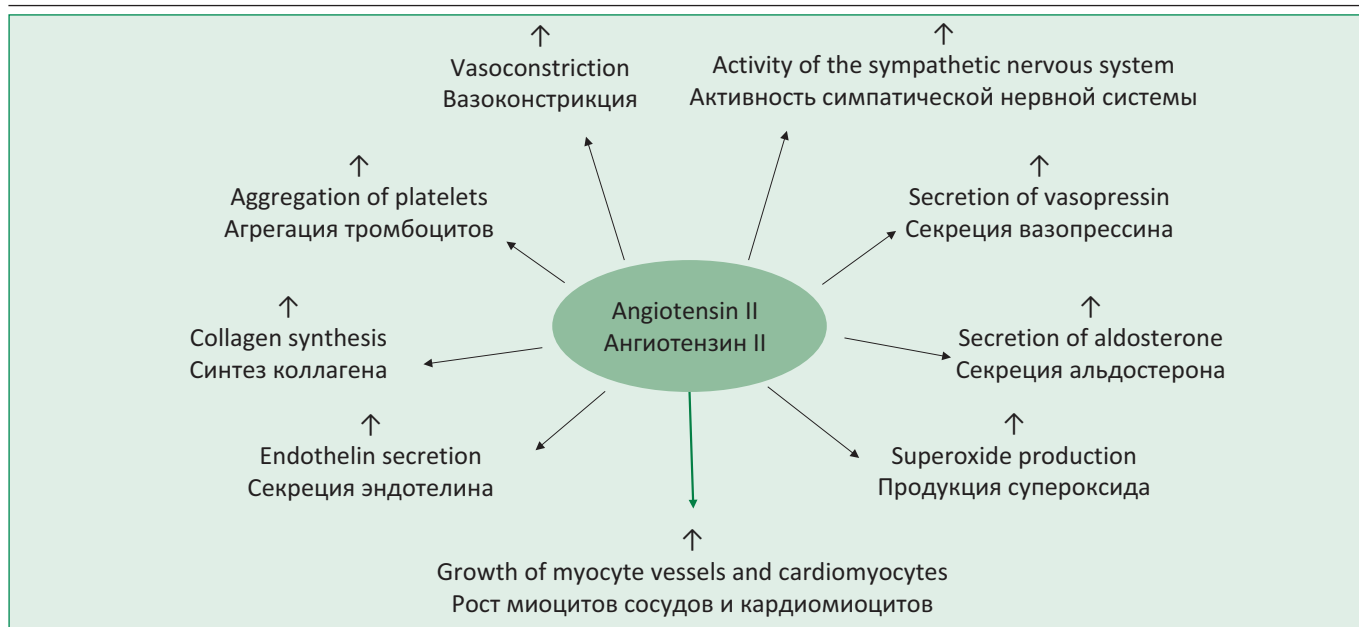 ↑
Vasoconstriction
Вазоконстрикция
↑
Activity of the sympathetic nervous system
Активность симпатической нервной системы
↑
Aggregation of platelets
Агрегация тромбоцитов
↑
Secretion of vasopressin
Секреция вазопрессина
Angiotensin II
Ангиотензин II
↑
Collagen synthesis
Синтез коллагена
↑
Secretion of aldosterone
Секреция альдостерона
↑
Endothelin secretion
Секреция эндотелина
↑
Superoxide production
Продукция супероксида
↑
Growth of myocyte vessels and cardiomyocytes
Рост миоцитов сосудов и кардиомиоцитов